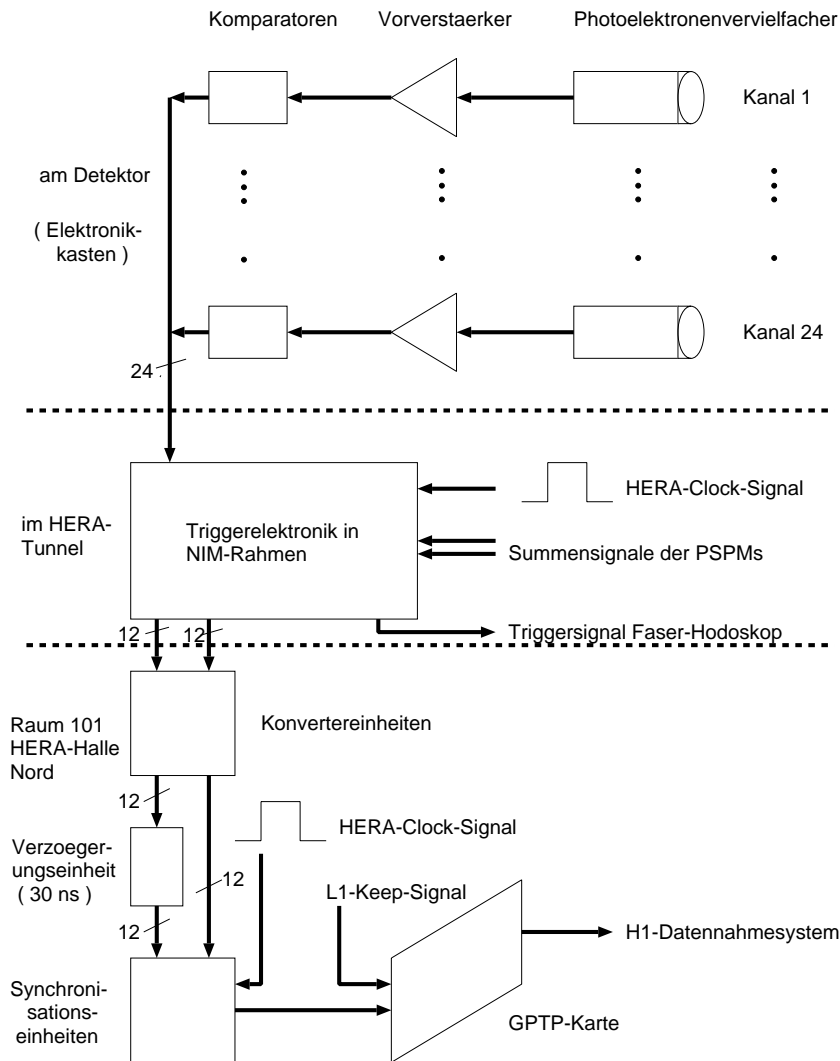 Komparatoren
Vorverstaerker
Photoelektronenvervielfacher
Kanal 1
am Detektor
( Elektronik-
kasten )
Kanal 24
24
HERA-Clock-Signal
im HERA-
Tunnel
Triggerelektronik in
NIM-Rahmen
Summensignale der PSPMs
12
12
Triggersignal Faser-Hodoskop
Raum 101
HERA-Halle
Nord
Konvertereinheiten
12
HERA-Clock-Signal
Verzoeger-
ungseinheit
( 30 ns )
12
L1-Keep-Signal
12
H1-Datennahmesystem
Synchroni-
sations-
einheiten
GPTP-Karte